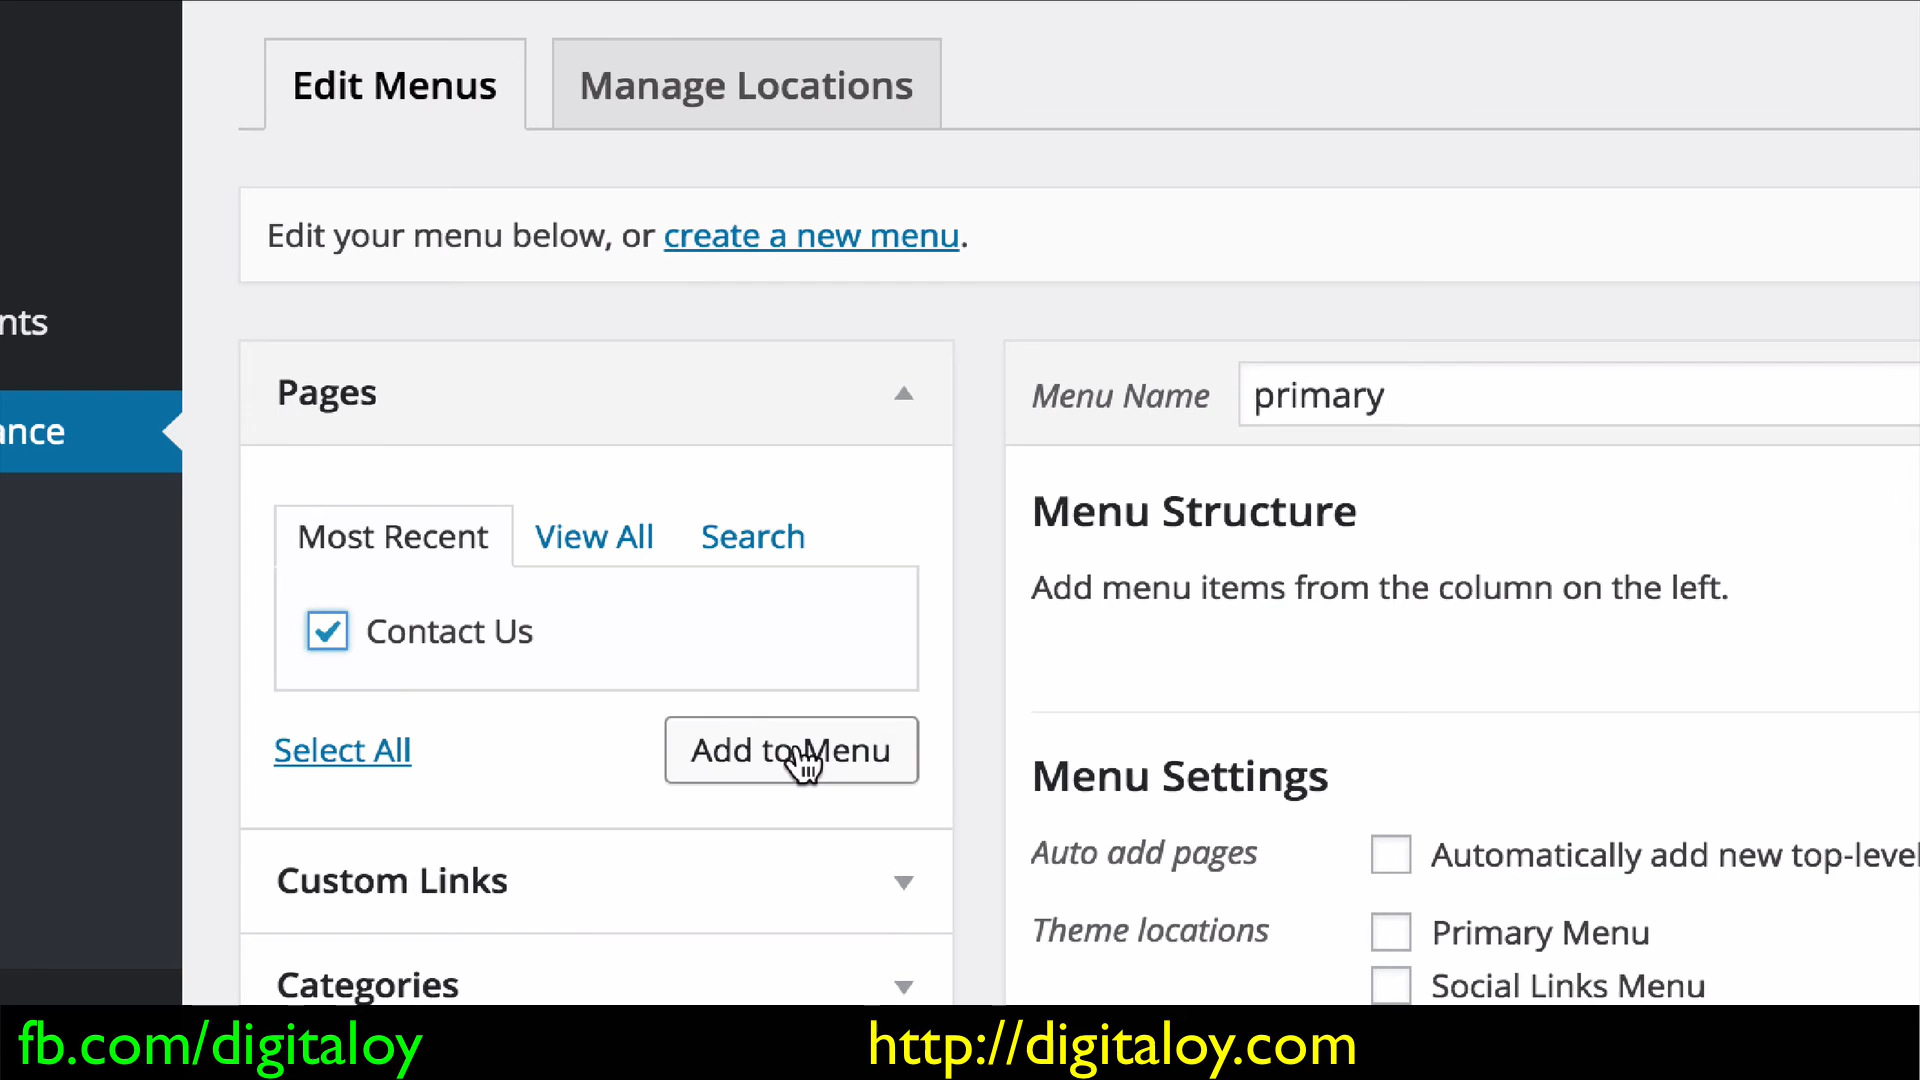 Edit Menus
Manage Locations
Edit your menu below, or create a new menu.
nts
ance
Pages
Most Recent
View All
Search
Contact Us
Select All
Add to Menu
Custom Links
Categories
Menu Name
primary
Menu Structure
Add menu items from the column on the left.
Menu Settings
Auto add pages
Automatically add new top-level
Theme locations
Primary Menu
Social Links Menu
fb.com/digitaloy
http://digitaloy.com